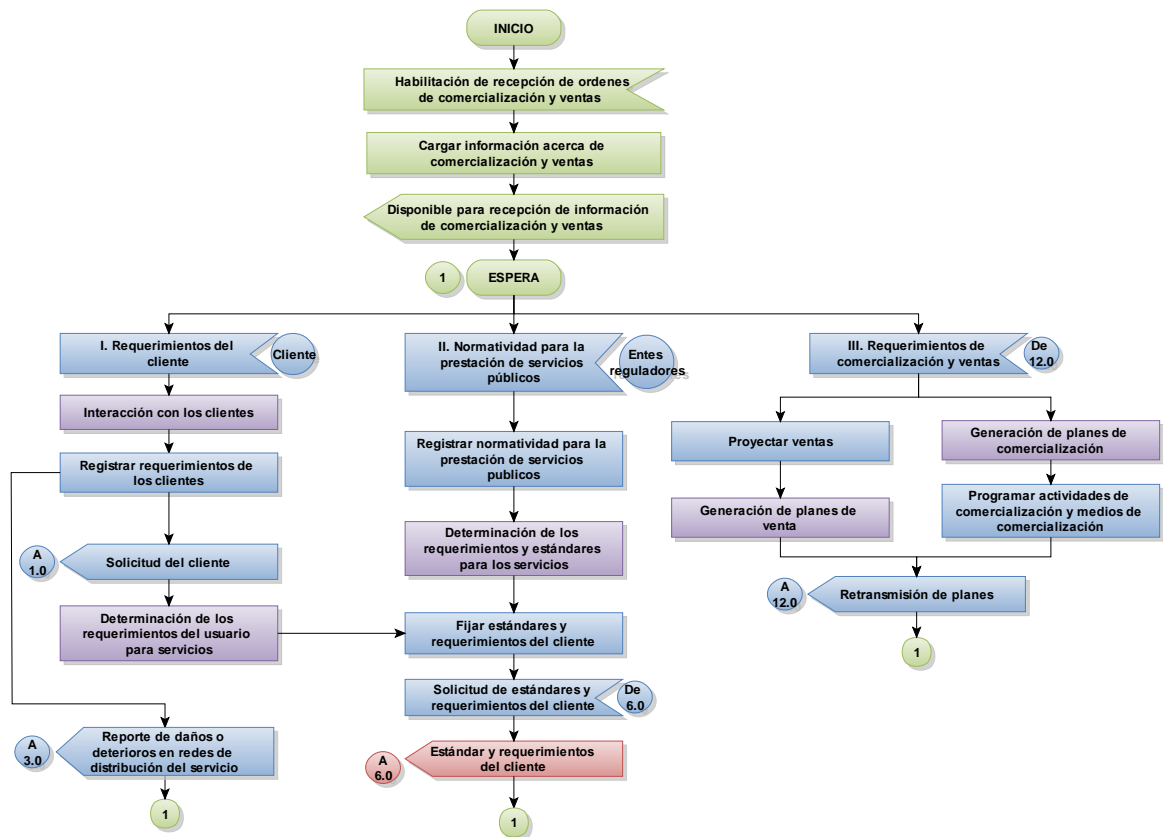 INICIO
Habilitación de recepción de ordenes
de comercialización y ventas
Cargar información acerca de
comercialización y ventas
Disponible para recepción de información
de comercialización y ventas
1
ESPERA
I. Requerimientos del
cliente
Cliente
II. Normatividad para la
prestación de servicios
públicos
Entes
reguladores
III. Requerimientos de
comercialización y ventas
De
12.0
Interacción con los clientes
Registrar requerimientos de
los clientes
A
1.0
Solicitud del cliente
Determinación de los
requerimientos del usuario
para servicios
A
3.0
Reporte de daños o
deterioros en redes de
distribución del servicio
1
Registrar normatividad para la
prestación de servicios
publicos
Determinación de los
requerimientos y estándares
para los servicios
Fijar estándares y
requerimientos del cliente
Solicitud de estándares y
requerimientos del cliente
De
6.0
A
6.0
Estándar y requerimientos
del cliente
1
Proyectar ventas
Generación de planes de
venta
Generación de planes de
comercialización
Programar actividades de
comercialización y medios de
comercialización
A
12.0
Retransmisión de planes
1